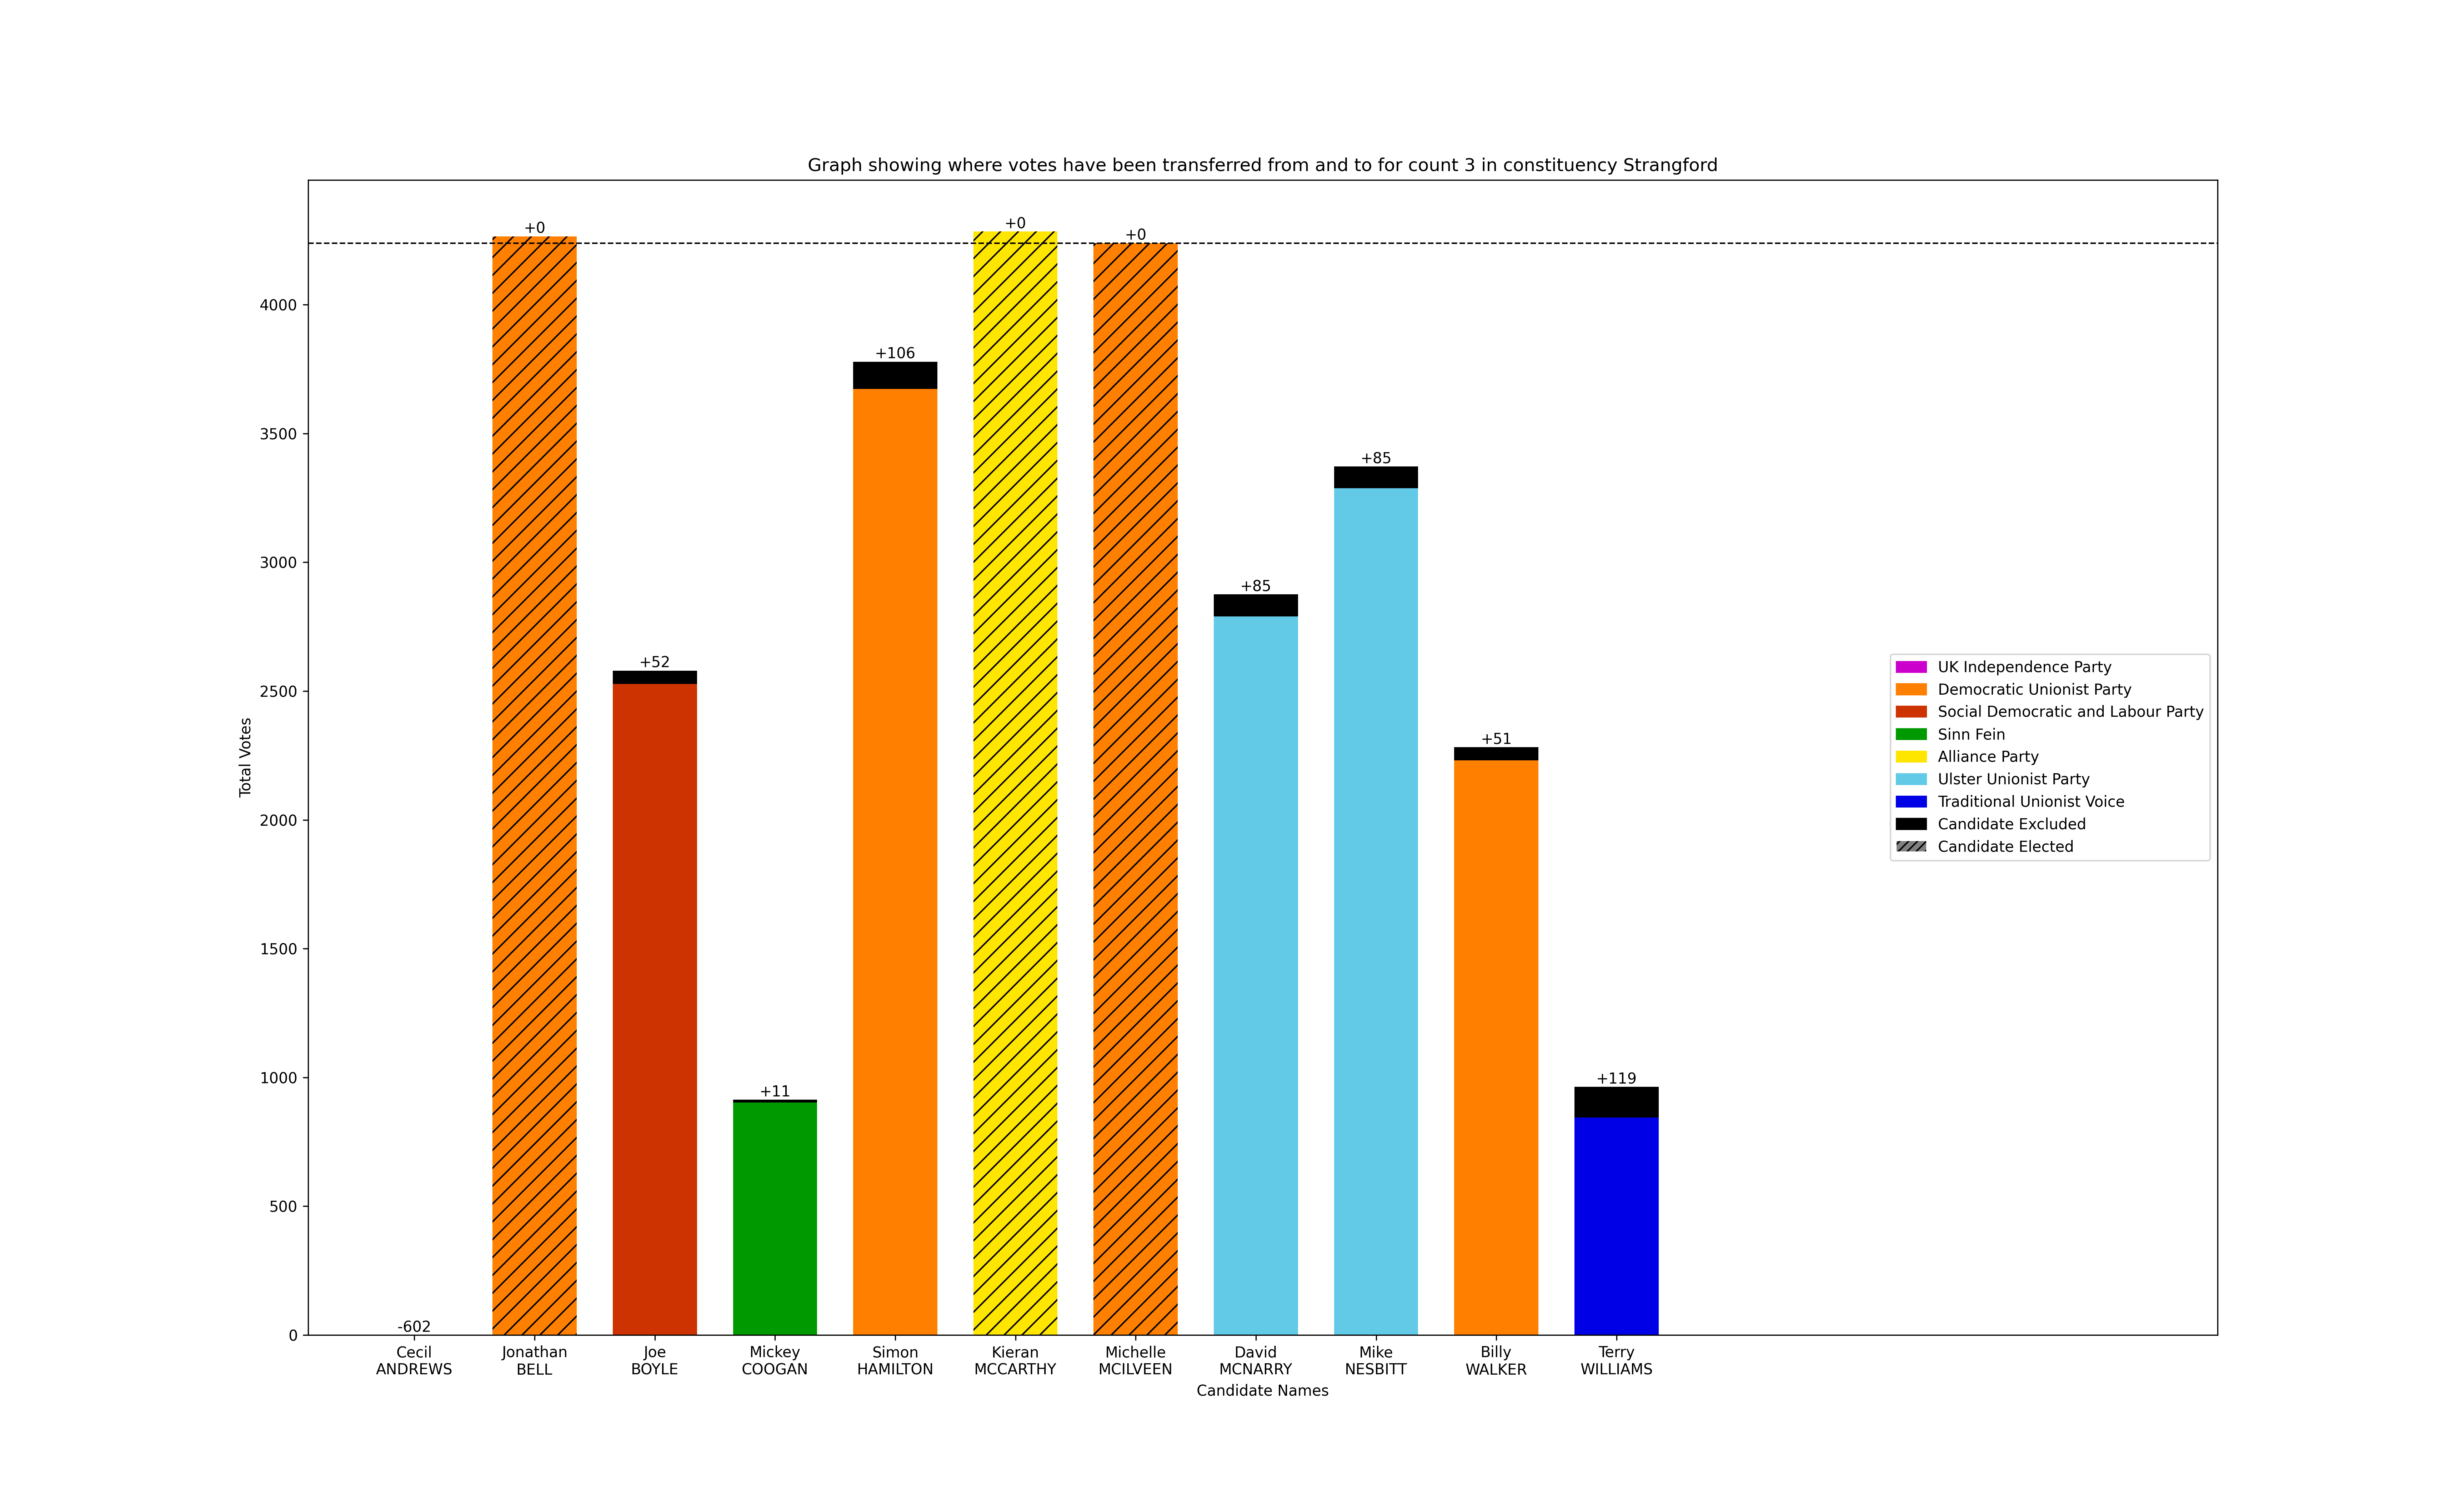 Graph showing where votes have been transferred from and to for count 3 in constituency Strangford
Total Votes
4000
3500
3000
2500
2000
1500
1000
500
0
-602
+0
+52
+11
+106
+0
+0
+85
+85
+51
+119
Cecil
ANDREWS
Jonathan
BELL
Joe
BOYLE
Mickey
COOGAN
Simon
HAMILTON
Kieran
MCCARTHY
Michelle
MCILVEEN
David
MCNARRY
Mike
NESBITT
Billy
WALKER
Terry
WILLIAMS
Candidate Names
UK Independence Party
Democratic Unionist Party
Social Democratic and Labour Party
Sinn Fein
Alliance Party
Ulster Unionist Party
Traditional Unionist Voice
Candidate Excluded
Candidate Elected